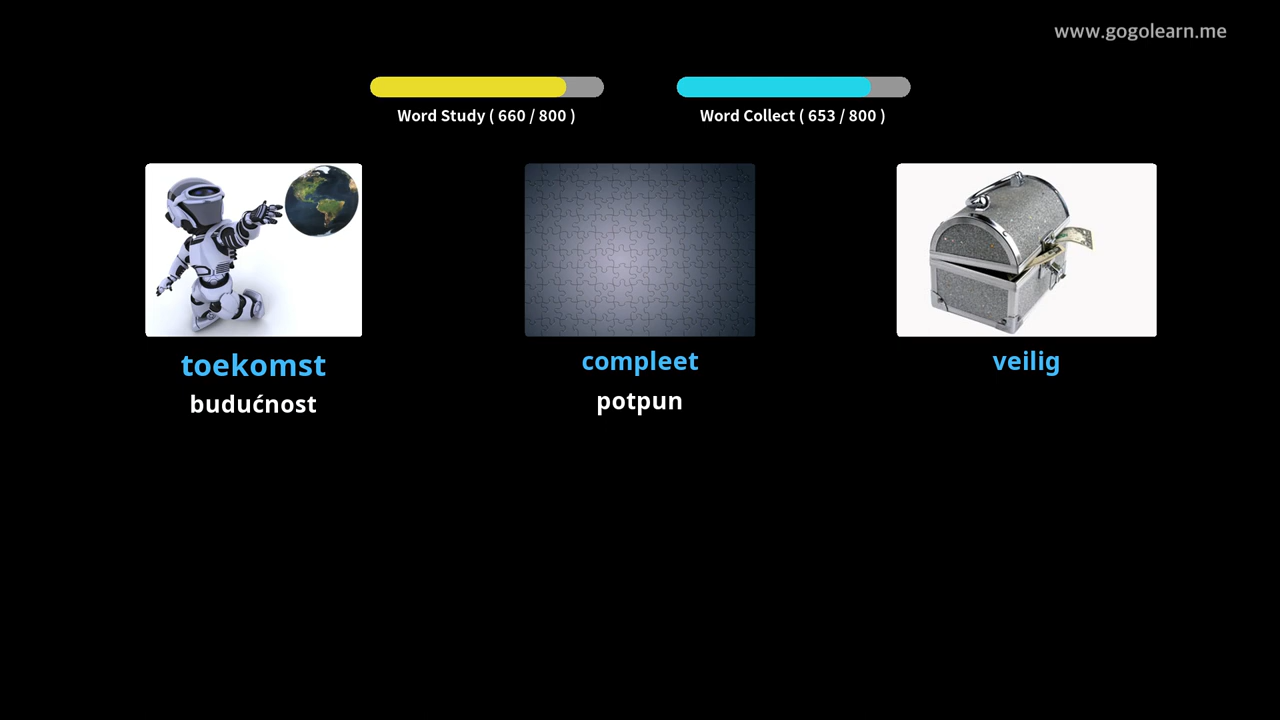 www.gogolearn.me
Word Study ( 660 / 800 )
Word Collect ( 653 / 800 )
toekomst
budućnost
compleet
potpun
veilig